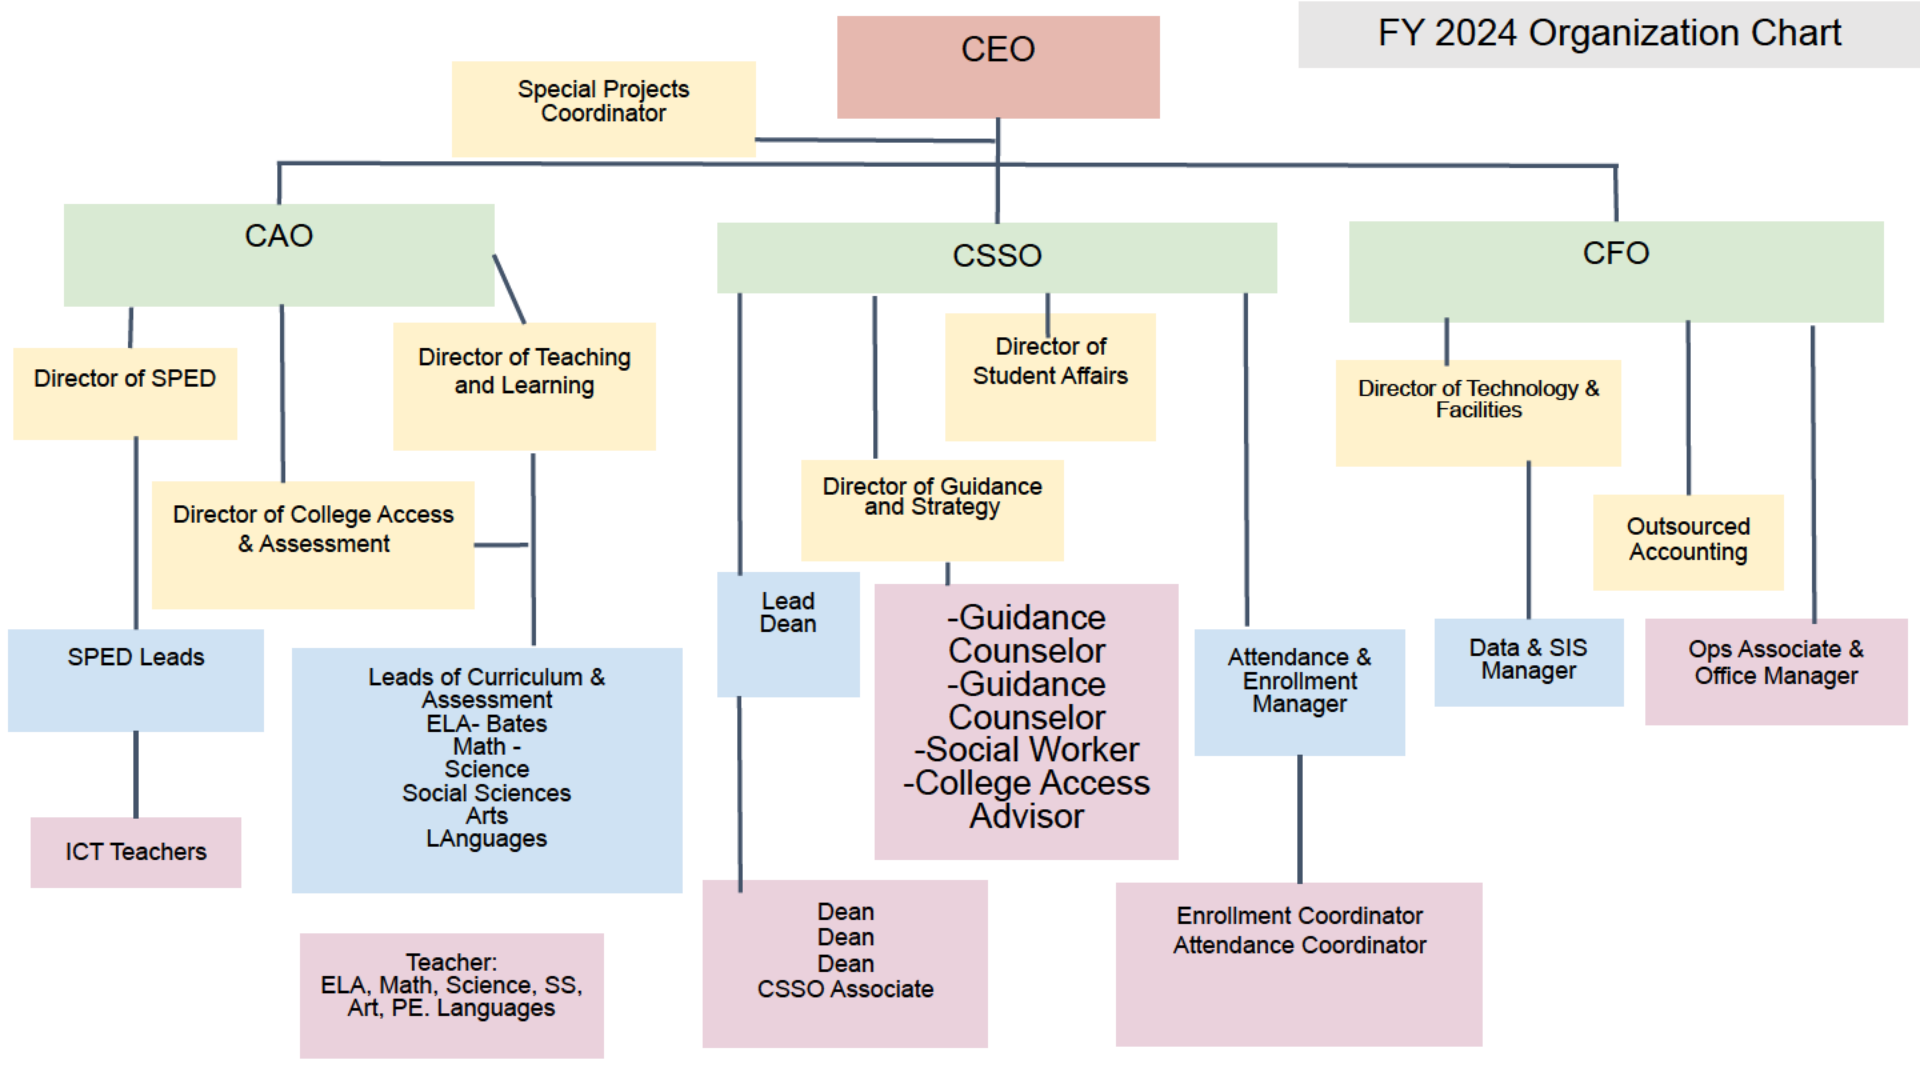 FY 2024 Organization Chart
CEO
Special Projects
Coordinator
CAO
CSSO
CFO
Director of SPED
Director of Teaching
and Learning
Director of College Access
& Assessment
SPED Leads
Leads of Curriculum &
Assessment
ELA- Bates
Math -
Science
Social Sciences
Arts
LAnguages
ICT Teachers
Teacher:
ELA, Math, Science, SS,
Art, PE. Languages
Director of
Student Affairs
Director of Guidance
and Strategy
Lead
Dean
-Guidance
Counselor
-Guidance
Counselor
-Social Worker
-College Access
Advisor
Attendance &
Enrollment
Manager
Dean
Dean
Dean
CSSO Associate
Enrollment Coordinator
Attendance Coordinator
Director of Technology &
Facilities
Outsourced
Accounting
Data & SIS
Manager
Ops Associate &
Office Manager